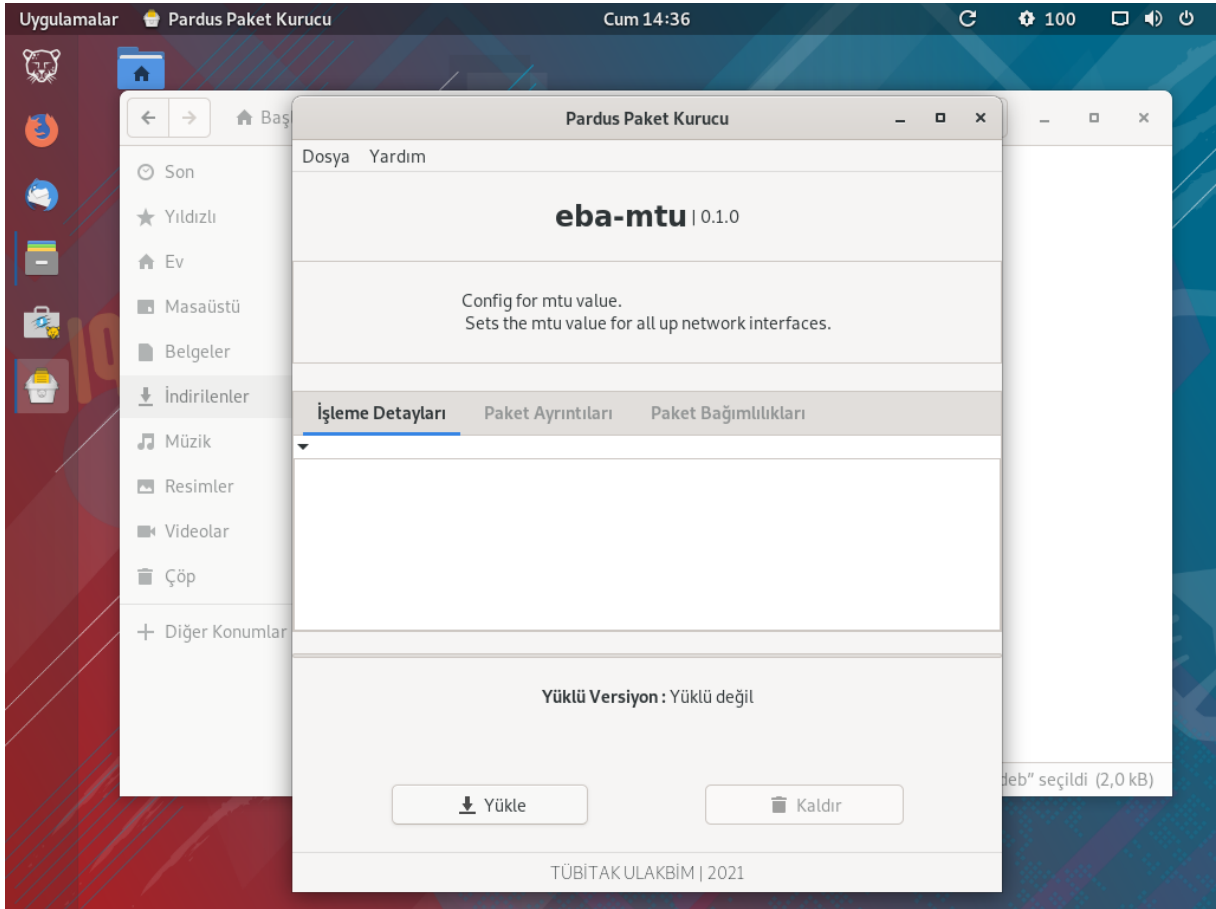 Uygulamalar Pardus Paket Kurucu Cum 14:36 100
Pardus Paket Kurucu
Dosya Yardım
eba-mtu | 0.1.0
Config for mtu value.
Sets the mtu value for all up network interfaces.
İşleme Detayları Paket Ayrıntıları Paket Bağımlılıkları
Yüklü Versiyon : Yüklü değil
Yükle Kaldır
TÜBİTAK ULAKBİM | 2021
Son
Yıldızlı
Ev
Masaüstü
Belgeler
İndirilenler
Müzik
Resimler
Videolar
Çöp
Diğer Konumlar
deb" seçildi (2,0 kB)